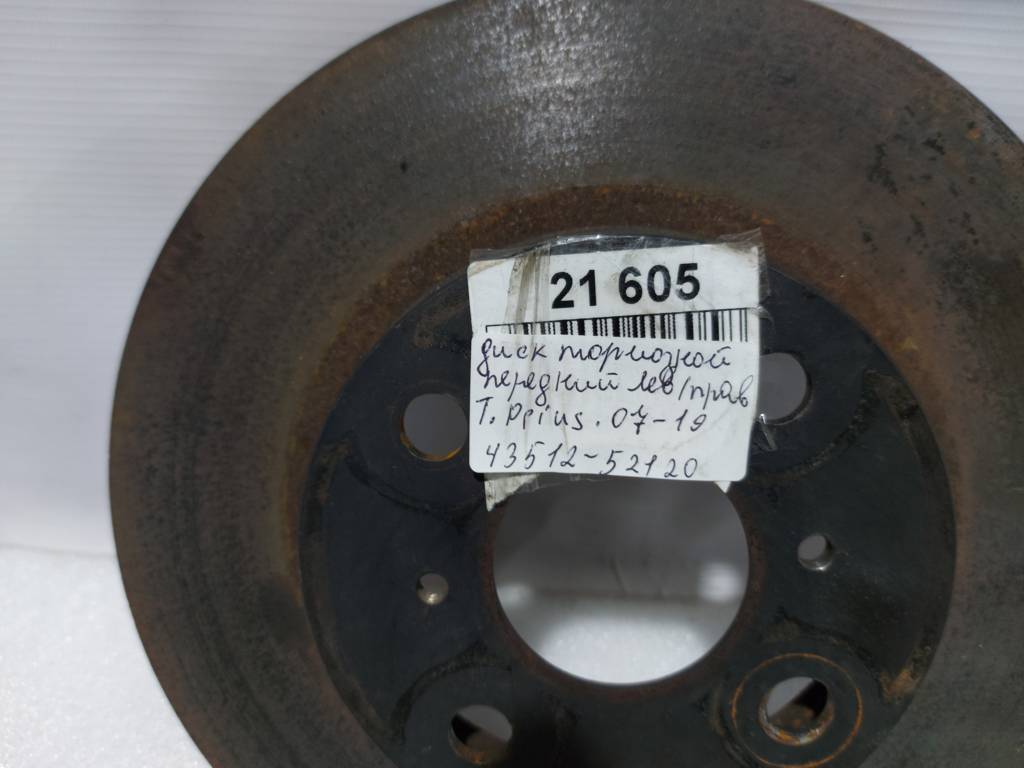 21 605
диск тормозной
передний лев/прав
T. Prius. 07-19
43512-52120